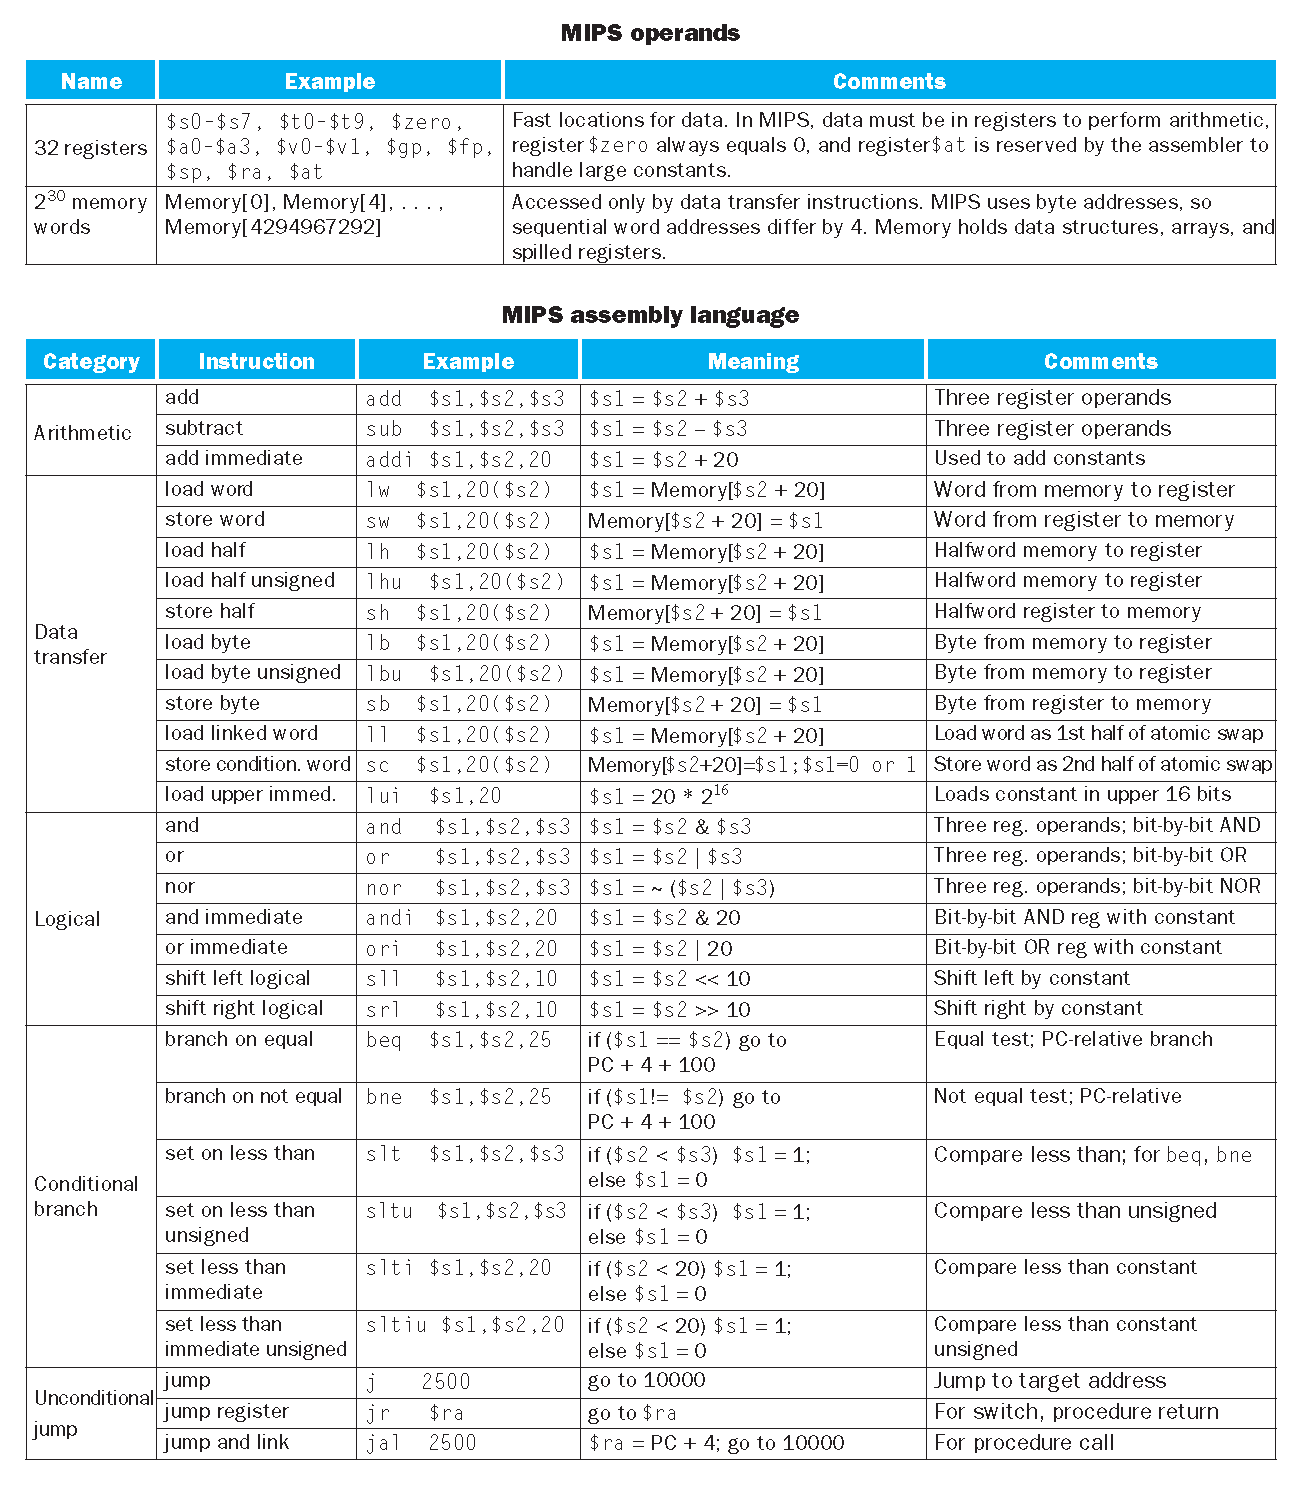 MIPS operands
Name Example Comments
32 registers $s0–$s7, $t0–$t9, $zero, $a0–$a3, $v0–$v1, $gp, $fp, $sp, $ra, $at Fast locations for data. In MIPS, data must be in registers to perform arithmetic, register $zero always equals 0, and register $at is reserved by the assembler to handle large constants.
2^30 memory words Memory[0], Memory[4], . . . , Memory[4294967292] Accessed only by data transfer instructions. MIPS uses byte addresses, so sequential word addresses differ by 4. Memory holds data structures, arrays, and spilled registers.
MIPS assembly language
Category Instruction Example Meaning Comments
Arithmetic
add add $s1,$s2,$s3 $s1 = $s2 + $s3 Three register operands
subtract sub $s1,$s2,$s3 $s1 = $s2 – $s3 Three register operands
add immediate addi $s1,$s2,20 $s1 = $s2 + 20 Used to add constants
Data transfer
load word lw $s1,20($s2) $s1 = Memory[$s2 + 20] Word from memory to register
store word sw $s1,20($s2) Memory[$s2 + 20] = $s1 Word from register to memory
load half lh $s1,20($s2) $s1 = Memory[$s2 + 20] Halfword memory to register
load half unsigned lhu $s1,20($s2) $s1 = Memory[$s2 + 20] Halfword memory to register
store half sh $s1,20($s2) Memory[$s2 + 20] = $s1 Halfword register to memory
load byte lb $s1,20($s2) $s1 = Memory[$s2 + 20] Byte from memory to register
load byte unsigned lbu $s1,20($s2) $s1 = Memory[$s2 + 20] Byte from memory to register
store byte sb $s1,20($s2) Memory[$s2 + 20] = $s1 Byte from register to memory
load linked word ll $s1,20($s2) $s1 = Memory[$s2 + 20] Load word as 1st half of atomic swap
store condition. word sc $s1,20($s2) Memory[$s2+20]=$s1;$s1=0 or 1 Store word as 2nd half of atomic swap
load upper immed. lui $s1,20 $s1 = 20 * 2^16 Loads constant in upper 16 bits
Logical
and and $s1,$s2,$s3 $s1 = $s2 & $s3 Three reg. operands; bit-by-bit AND
or or $s1,$s2,$s3 $s1 = $s2 | $s3 Three reg. operands; bit-by-bit OR
nor nor $s1,$s2,$s3 $s1 = ~ ($s2 | $s3) Three reg. operands; bit-by-bit NOR
and immediate andi $s1,$s2,20 $s1 = $s2 & 20 Bit-by-bit AND reg with constant
or immediate ori $s1,$s2,20 $s1 = $s2 | 20 Bit-by-bit OR reg with constant
shift left logical sll $s1,$s2,10 $s1 = $s2 << 10 Shift left by constant
shift right logical srl $s1,$s2,10 $s1 = $s2 >> 10 Shift right by constant
Conditional branch
branch on equal beq $s1,$s2,25 if ($s1 == $s2) go to PC + 4 + 100 Equal test; PC-relative branch
branch on not equal bne $s1,$s2,25 if ($s1!= $s2) go to PC + 4 + 100 Not equal test; PC-relative
set on less than slt $s1,$s2,$s3 if ($s2 < $s3) $s1 = 1; else $s1 = 0 Compare less than; for beq, bne
set on less than unsigned sltu $s1,$s2,$s3 if ($s2 < $s3) $s1 = 1; else $s1 = 0 Compare less than unsigned
set less than immediate slti $s1,$s2,20 if ($s2 < 20) $s1 = 1; else $s1 = 0 Compare less than constant
set less than immediate unsigned sltiu $s1,$s2,20 if ($s2 < 20) $s1 = 1; else $s1 = 0 Compare less than constant unsigned
Unconditional jump
jump j 2500 go to 10000 Jump to target address
jump register jr $ra go to $ra For switch, procedure return
jump and link jal 2500 $ra = PC + 4; go to 10000 For procedure call